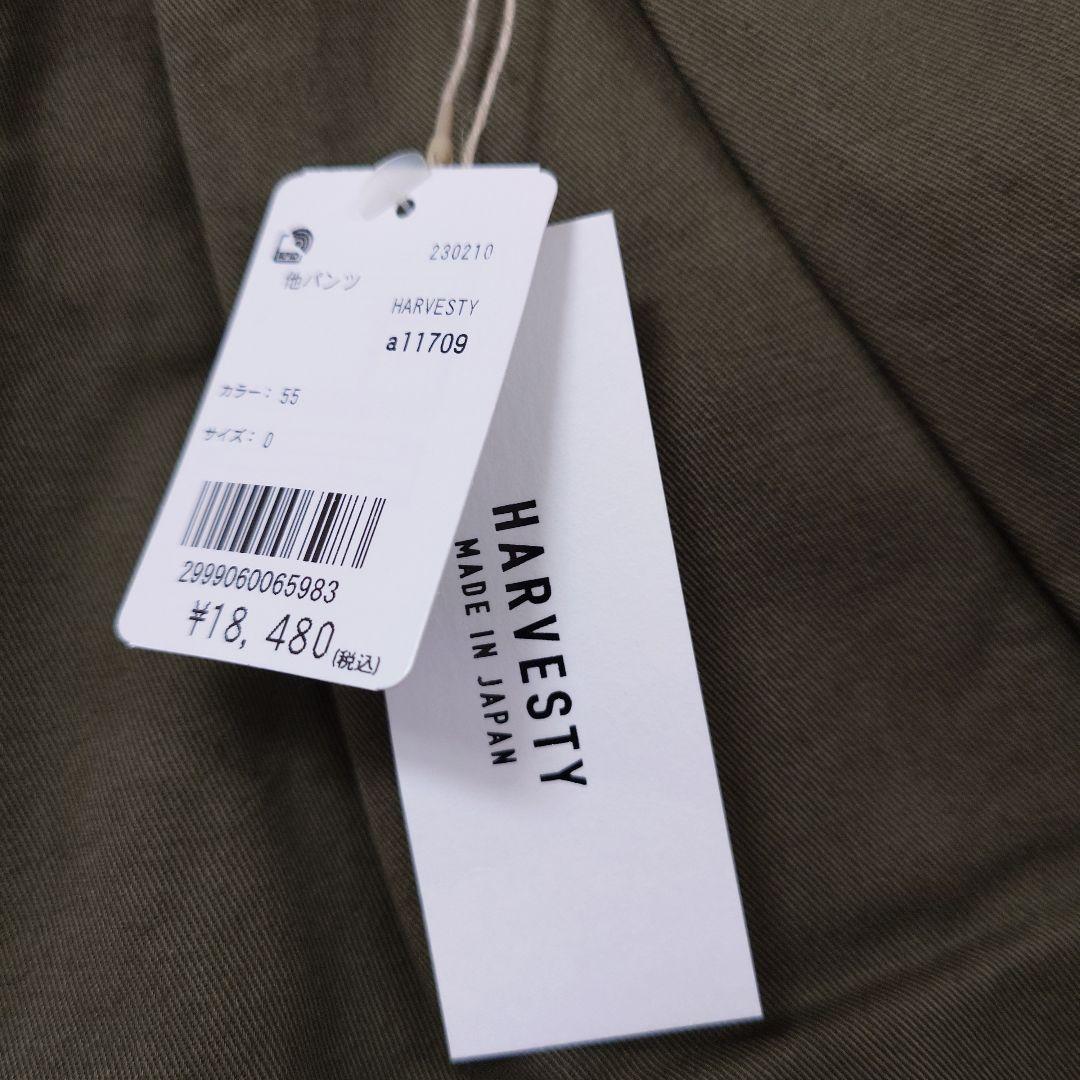 230210
他パンツ
HARVESTY
a11709
カラー: 55
サイズ: 0
2999060065983
¥18,480(税込)
HARVESTY
MADE IN JAPAN